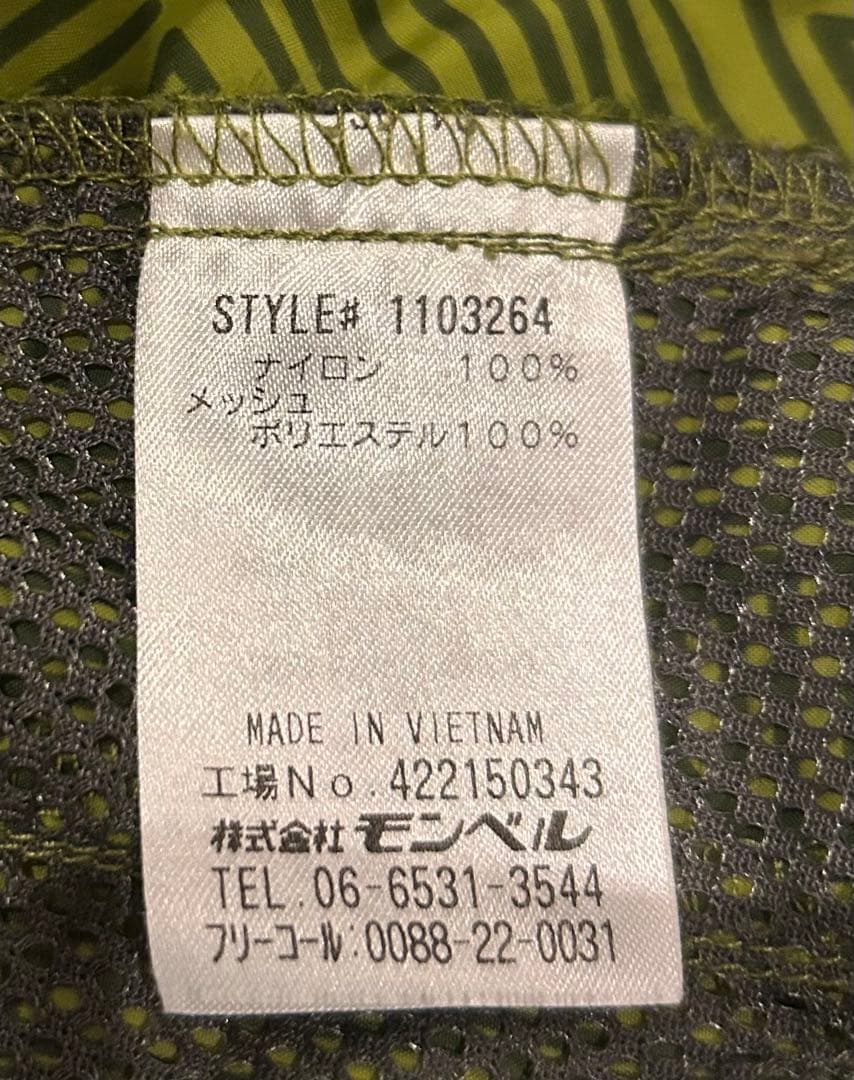 STYLE# 1103264
ナイロン 100%
メッシュ
ポリエステル100%
MADE IN VIETNAM
工場No.422150343
株式会社モンベル
TEL.06-6531-3544
フリーコール:0088-22-0031